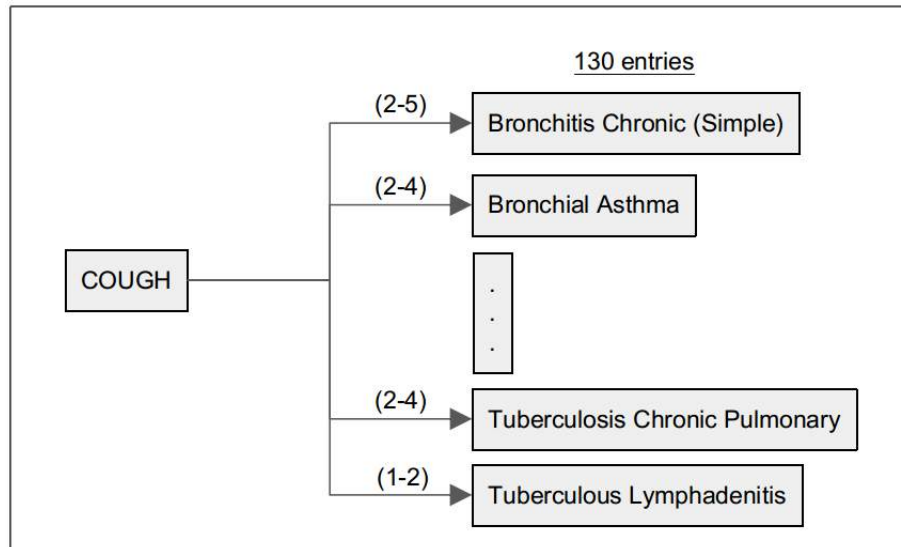 130 entries
(2-5)
Bronchitis Chronic (Simple)
(2-4)
Bronchial Asthma
COUGH
.
.
.
(2-4)
Tuberculosis Chronic Pulmonary
(1-2)
Tuberculous Lymphadenitis